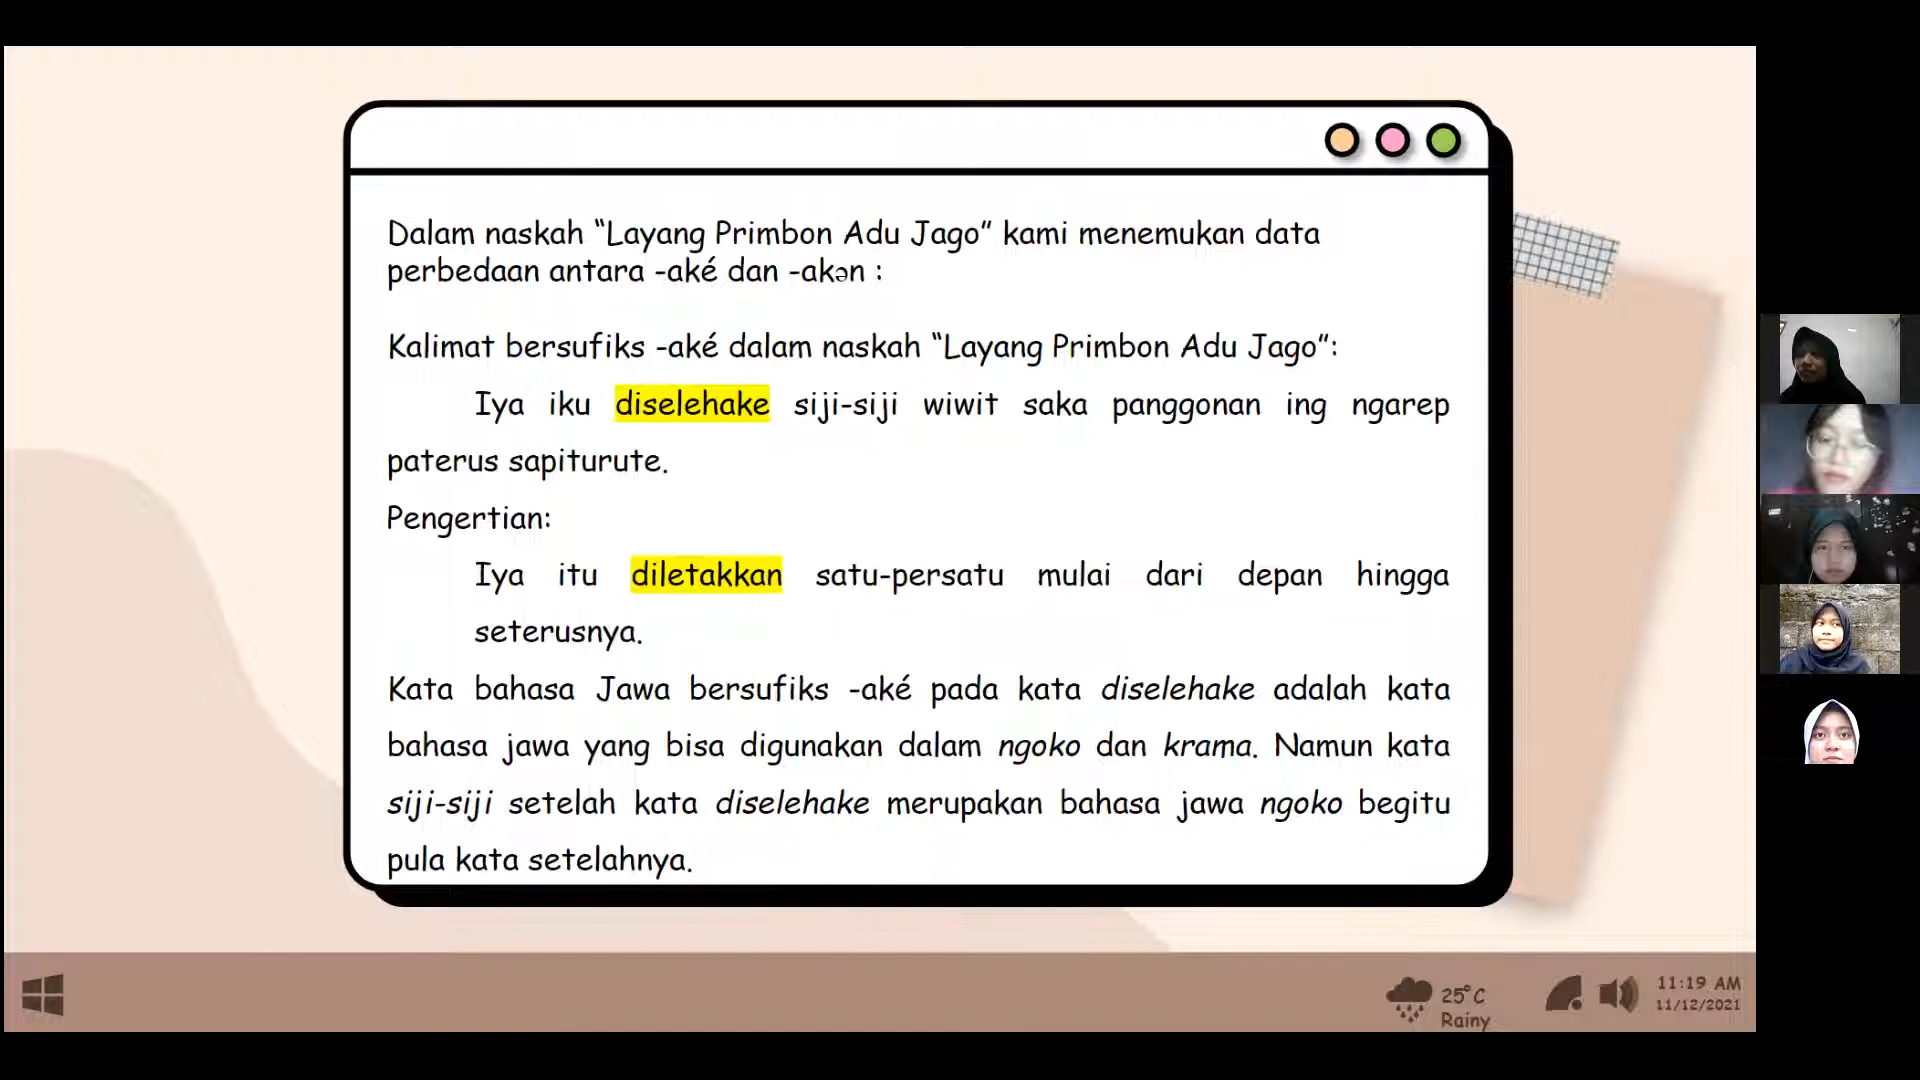 Dalam naskah “Layang Primbon Adu Jago” kami menemukan data
perbedaan antara -aké dan -akən :
Kalimat bersufiks -aké dalam naskah “Layang Primbon Adu Jago”:
Iya iku diselehake siji-siji wiwit saka panggonan ing ngarep
paterus sapiturute.
Pengertian:
Iya itu diletakkan satu-persatu mulai dari depan hingga
seterusnya.
Kata bahasa Jawa bersufiks -aké pada kata diselehake adalah kata
bahasa jawa yang bisa digunakan dalam ngoko dan krama. Namun kata
siji-siji setelah kata diselehake merupakan bahasa jawa ngoko begitu
pula kata setelahnya.
25°C
Rainy
11:19 AM
11/12/2021